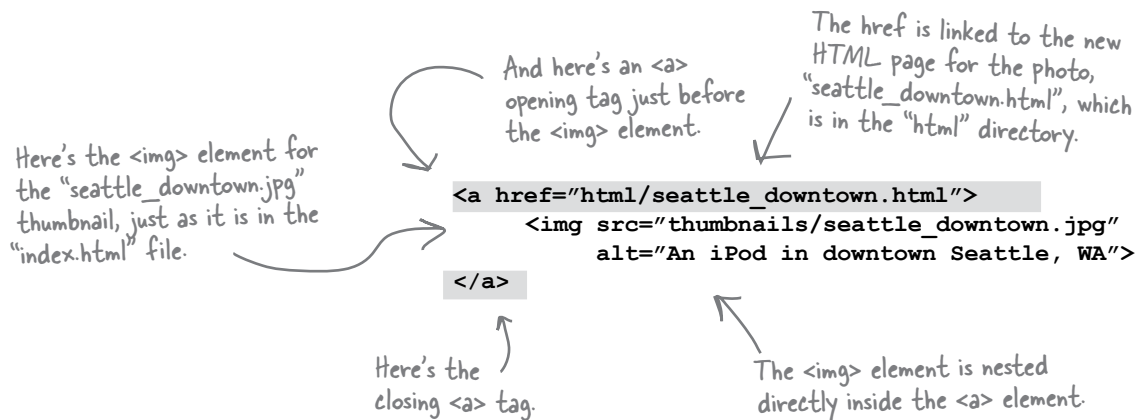 And here's an <a>
opening tag just before
the <img> element.
The href is linked to the new
HTML page for the photo,
"seattle_downtown.html", which
is in the "html" directory.
Here's the <img> element for
the "seattle_downtown.jpg"
thumbnail, just as it is in the
"index.html" file.
<a href="html/seattle_downtown.html">
<img src="thumbnails/seattle_downtown.jpg"
alt="An iPod in downtown Seattle, WA">
</a>
Here's the
closing <a> tag.
The <img> element is nested
directly inside the <a> element.